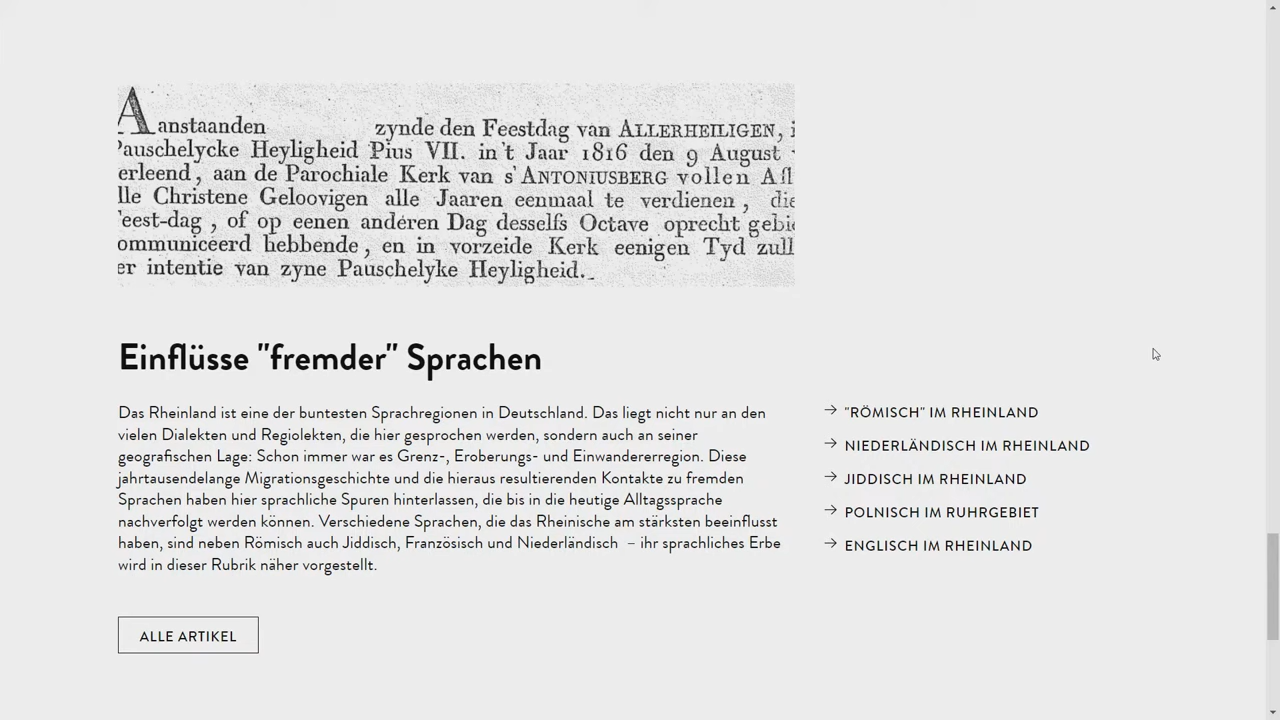 Aanstaanden zynde den Feestdag van ALLERHEILIGEN,
Pauschelycke Heyligheid Pius VII. in't Jaar 1816 den 9 August
erleend, aan de Parochiale Kerk van s' ANTONIUSBERG vollen
Christene Geloovigen alle Jaaren eenmaal te verdienen, die
Feest-dag, of op eenen anderen Dag desselfs Octave oprecht
ommuniceerd hebbende, en in vorzeide Kerk eenigen Tyd
er intentie van zyne Pauschelyke Heyligheid.
Einflüsse "fremder" Sprachen
Das Rheinland ist eine der buntesten Sprachregionen in Deutschland. Das liegt nicht nur an den
vielen Dialekten und Regiolekten, die hier gesprochen werden, sondern auch an seiner
geografischen Lage: Schon immer war es Grenz-, Eroberungs- und Einwandererregion. Diese
jahrtausendelange Migrationsgeschichte und die hieraus resultierenden Kontakte zu fremden
Sprachen haben hier sprachliche Spuren hinterlassen, die bis in die heutige Alltagssprache
nachverfolgt werden können. Verschiedene Sprachen, die das Rheinische am stärksten beeinflusst
haben, sind neben Römisch auch Jiddisch, Französisch und Niederländisch – ihr sprachliches Erbe
wird in dieser Rubrik näher vorgestellt.
ALLE ARTIKEL
→ "RÖMISCH" IM RHEINLAND
→ NIEDERLÄNDISCH IM RHEINLAND
→ JIDDISCH IM RHEINLAND
→ POLNISCH IM RUHRGEBIET
→ ENGLISCH IM RHEINLAND